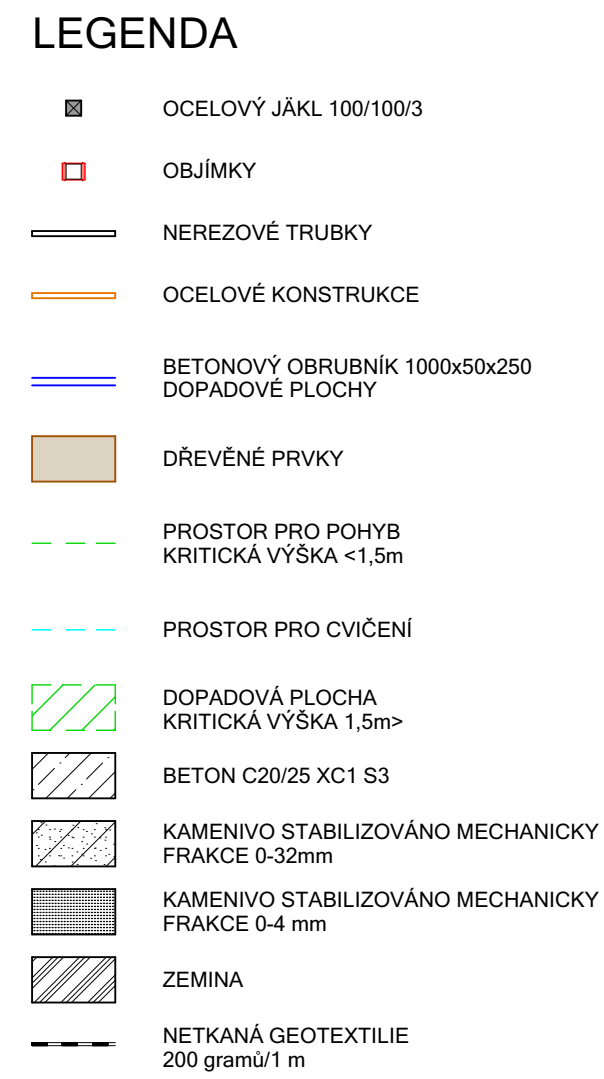 LEGENDA
OCELOVÝ JÄKL 100/100/3
OBJÍMKY
NEREZOVÉ TRUBKY
OCELOVÉ KONSTRUKCE
BETONOVÝ OBRUBNÍK 1000x50x250
DOPADOVÉ PLOCHY
DŘEVĚNÉ PRVKY
PROSTOR PRO POHYB
KRITICKÁ VÝŠKA <1,5m
PROSTOR PRO CVIČENÍ
DOPADOVÁ PLOCHA
KRITICKÁ VÝŠKA 1,5m>
BETON C20/25 XC1 S3
KAMENIVO STABILIZOVÁNO MECHANICKY
FRAKCE 0-32mm
KAMENIVO STABILIZOVÁNO MECHANICKY
FRAKCE 0-4 mm
ZEMINA
NETKANÁ GEOTEXTILIE
200 gramů/1 m